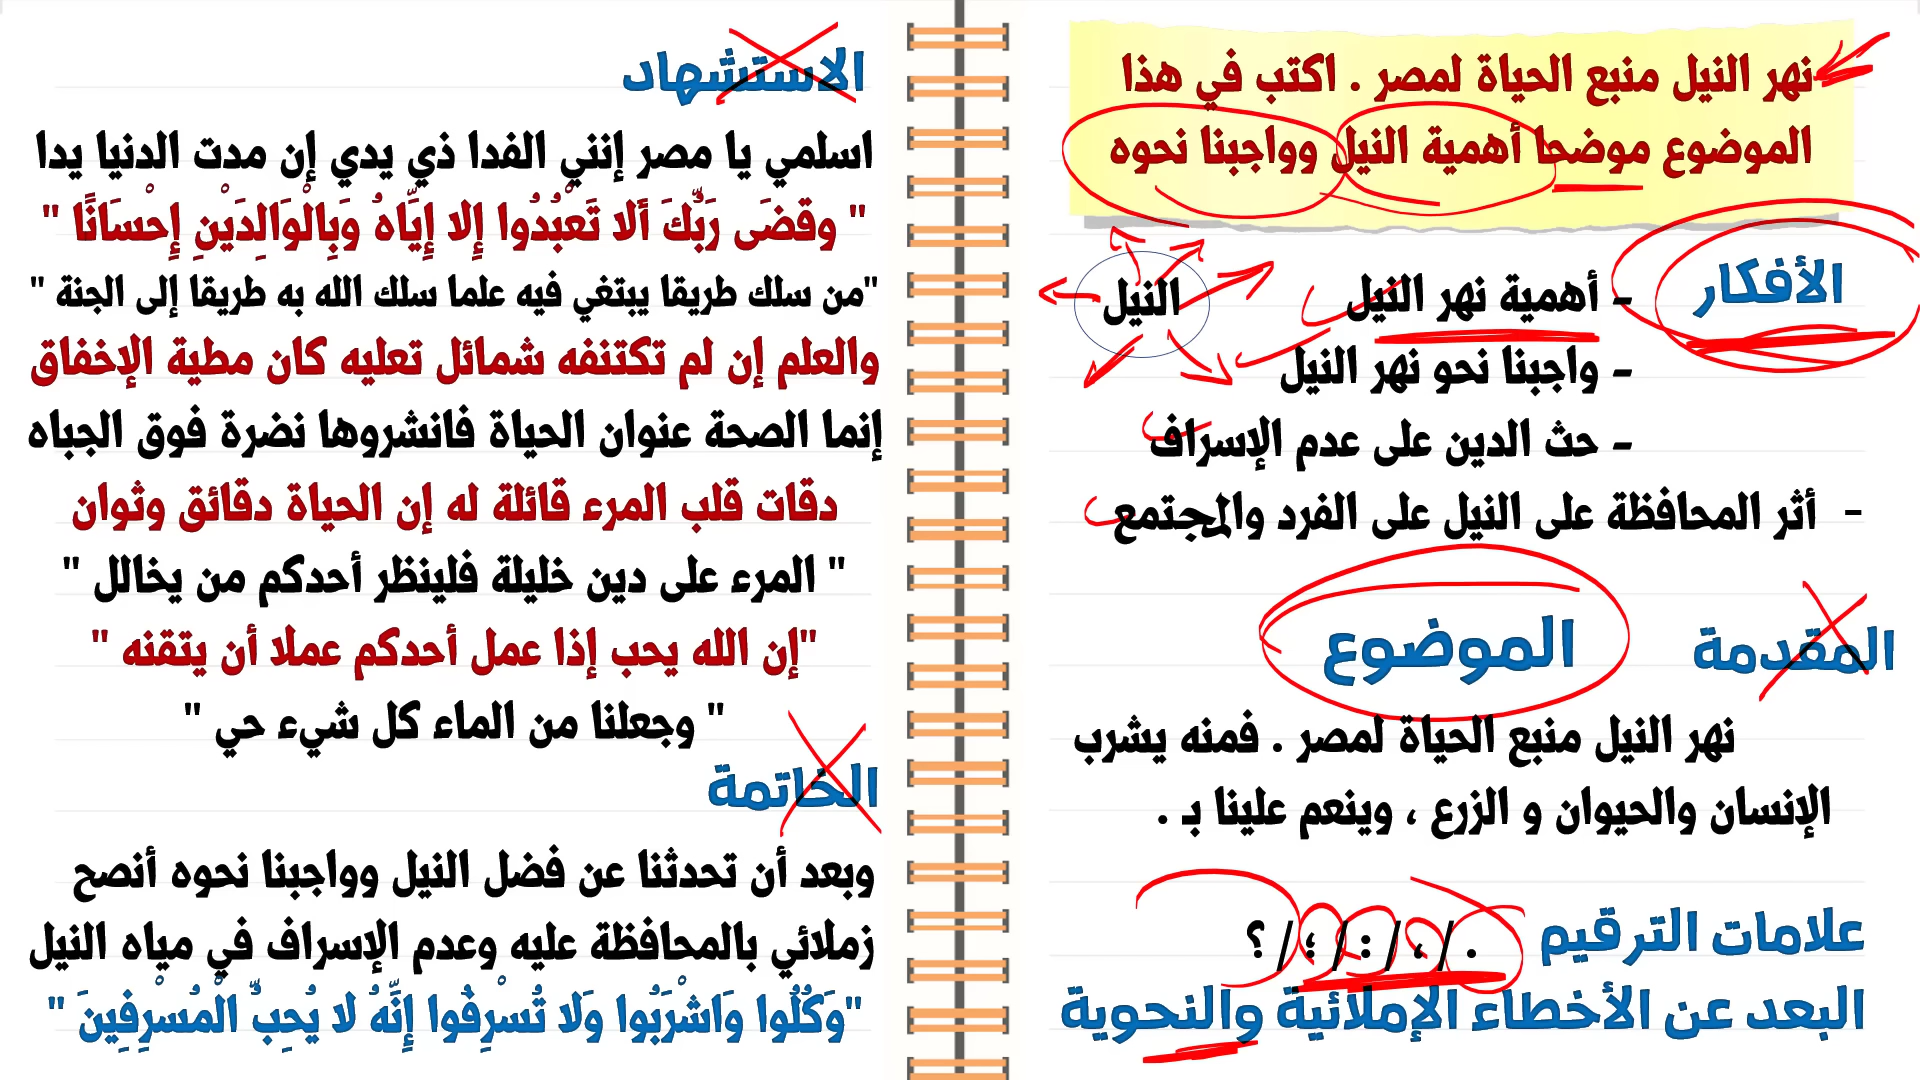 نهر النيل منبع الحياة لمصر . اكتب في هذا
الموضوع موضحا أهمية النيل وواجبنا نحوه
الأفكار
- أهمية نهر النيل
النيل
- واجبنا نحو نهر النيل
- حث الدين على عدم الإسراف
- أثر المحافظة على النيل على الفرد والمجتمع
المقدمة
الموضوع
نهر النيل منبع الحياة لمصر . فمنه يشرب
الإنسان والحيوان و الزرع ، وينعم علينا بـ .
علامات الترقيم . / ، / : / ؛ / ؟
البعد عن الأخطاء الإملائية والنحوية
الاستشهاد
اسلمي يا مصر إنني الفدا ذي يدي إن مدت الدنيا يدا
" وقضَى رَبُّكَ أَلا تَعْبُدُوا إِلا إِيَّاهُ وَبِالْوَالِدَيْنِ إِحْسَانًا "
"من سلك طريقا يبتغي فيه علما سلك الله به طريقا إلى الجنة "
والعلم إن لم تكتنفه شمائل تعليه كان مطية الإخفاق
إنما الصحة عنوان الحياة فانشروها نضرة فوق الجباه
دقات قلب المرء قائلة له إن الحياة دقائق وثوان
" المرء على دين خليلة فلينظر أحدكم من يخالل "
"إن الله يحب إذا عمل أحدكم عملا أن يتقنه "
" وجعلنا من الماء كل شيء حي "
الخاتمة
وبعد أن تحدثنا عن فضل النيل وواجبنا نحوه أنصح
زملائي بالمحافظة عليه وعدم الإسراف في مياه النيل
"وَكُلُوا وَاشْرَبُوا وَلا تُسْرِفُوا إِنَّهُ لا يُحِبُّ الْمُسْرِفِينَ "